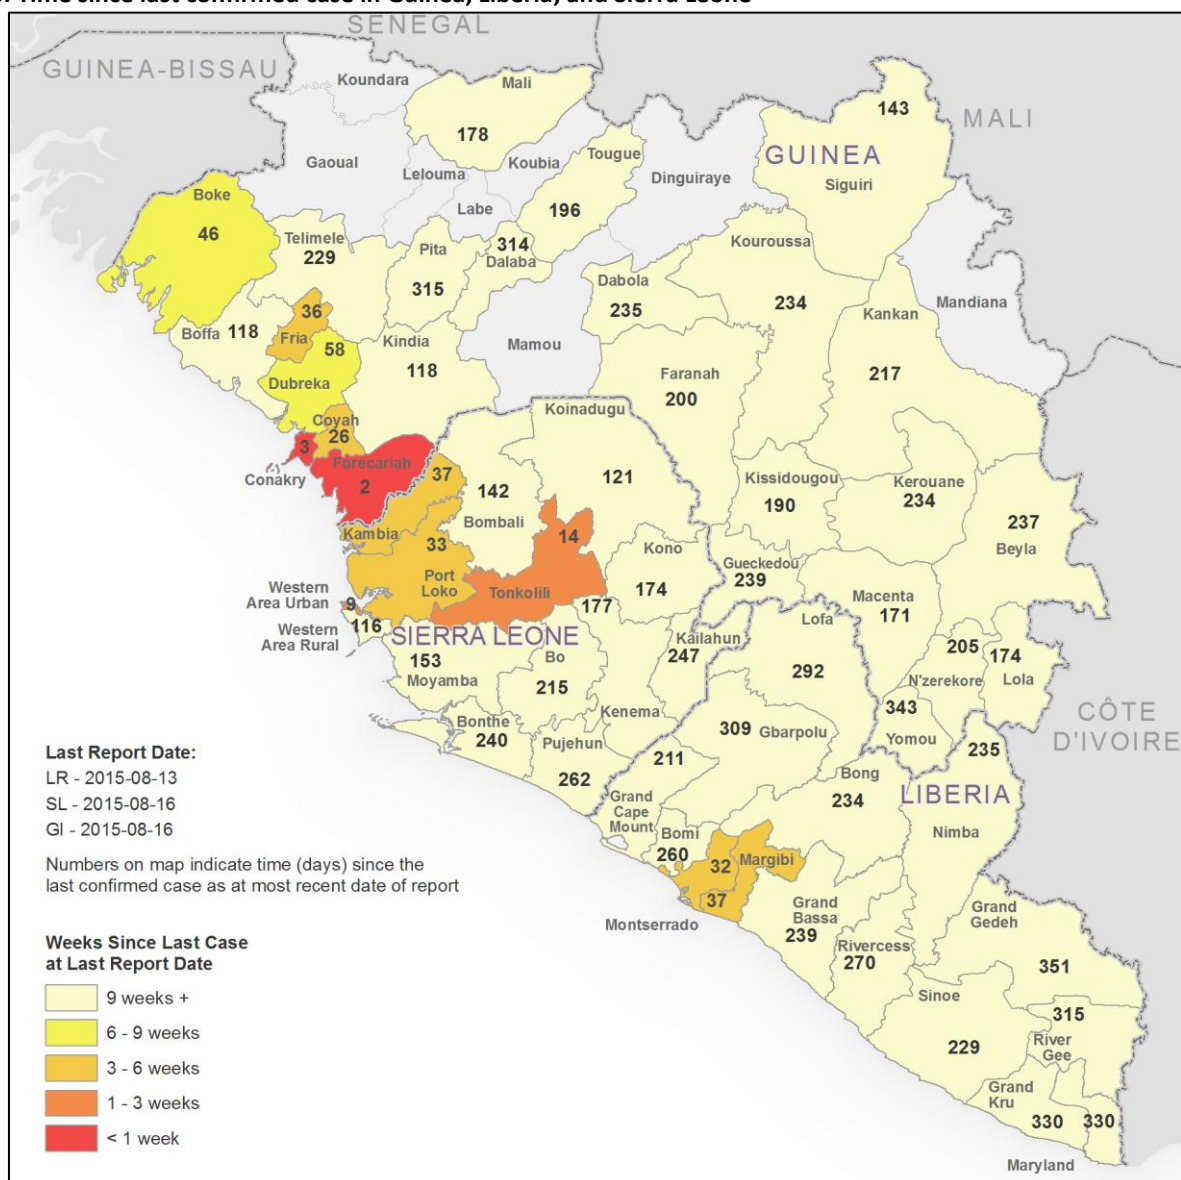 Time since last confirmed case in Guinea, Liberia, and Sierra Leone
SENEGAL
GUINEA-BISSAU
Koundara
Mali
143
MALI
178
Gaoual
Koubia
Tougue
GUINEA
Lelouma
Dinguiraye
Siguiri
Boke
Labe
196
46
Telimele
229
Pita
314
Dalaba
Kouroussa
Dabola
235
315
234
Mandiana
36
Kankan
Boffa
118
Fria
58
Kindia
Mamou
118
Faranah
217
Dubreka
200
Koinadugu
Coyah
26
3
Forecariah
2
Conakry
37
142
121
Kissidougou
190
Kerouane
234
Bombali
237
Beyla
Kambia
33
14
Kono
Port
Loko
Tonkolili
174
Gueckedou
239
Western
Area Urban
9
177
Macenta
171
116
Western
Area Rural
SIERRA LEONE
Kailahun
247
Lofa
205
174
153
Moyamba
Bo
215
292
N'zerekore
Lola
343
Kenema
309
Gbarpolu
Yomou
CÔTE
D'IVOIRE
Bonthe
240
Pujehun
262
211
235
Bong
234
LIBERIA
Grand
Cape
Mount
Nimba
Bomi
260
32
Margibi
37
Montserrado
Grand
Bassa
239
Grand
Gedeh
Rivercess
270
351
Sinoe
229
315
River
Gee
Grand
Kru
330
330
Maryland
Last Report Date:
LR - 2015-08-13
SL - 2015-08-16
GI - 2015-08-16
Numbers on map indicate time (days) since the
last confirmed case as at most recent date of report
Weeks Since Last Case
at Last Report Date
9 weeks +
6 - 9 weeks
3 - 6 weeks
1 - 3 weeks
< 1 week